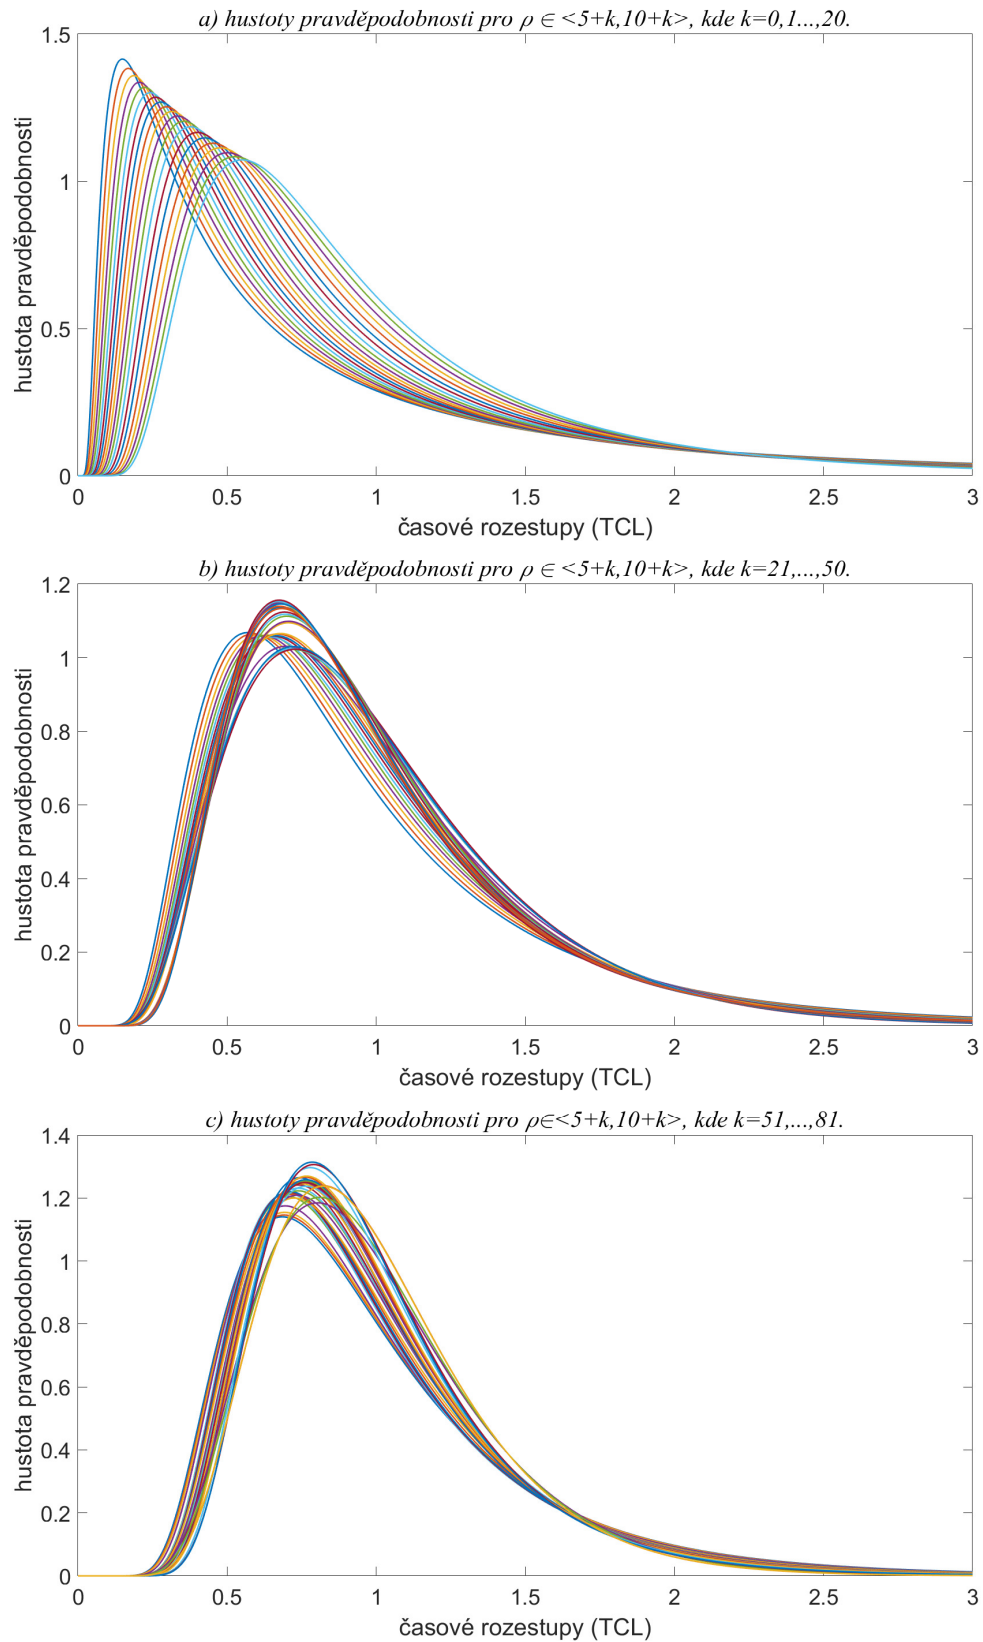 a) hustoty pravděpodobnosti pro ρ ∈ <5+k,10+k>, kde k=0,1...,20.
1.5
1
0.5
0
hustota pravděpodobnosti
0 0.5 1 1.5 2 2.5 3
časové rozestupy (TCL)
b) hustoty pravděpodobnosti pro ρ ∈ <5+k,10+k>, kde k=21,...,50.
1.2
1
0.8
0.6
0.4
0.2
0
hustota pravděpodobnosti
0 0.5 1 1.5 2 2.5 3
časové rozestupy (TCL)
c) hustoty pravděpodobnosti pro ρ∈<5+k,10+k>, kde k=51,...,81.
1.4
1.2
1
0.8
0.6
0.4
0.2
0
hustota pravděpodobnosti
0 0.5 1 1.5 2 2.5 3
časové rozestupy (TCL)